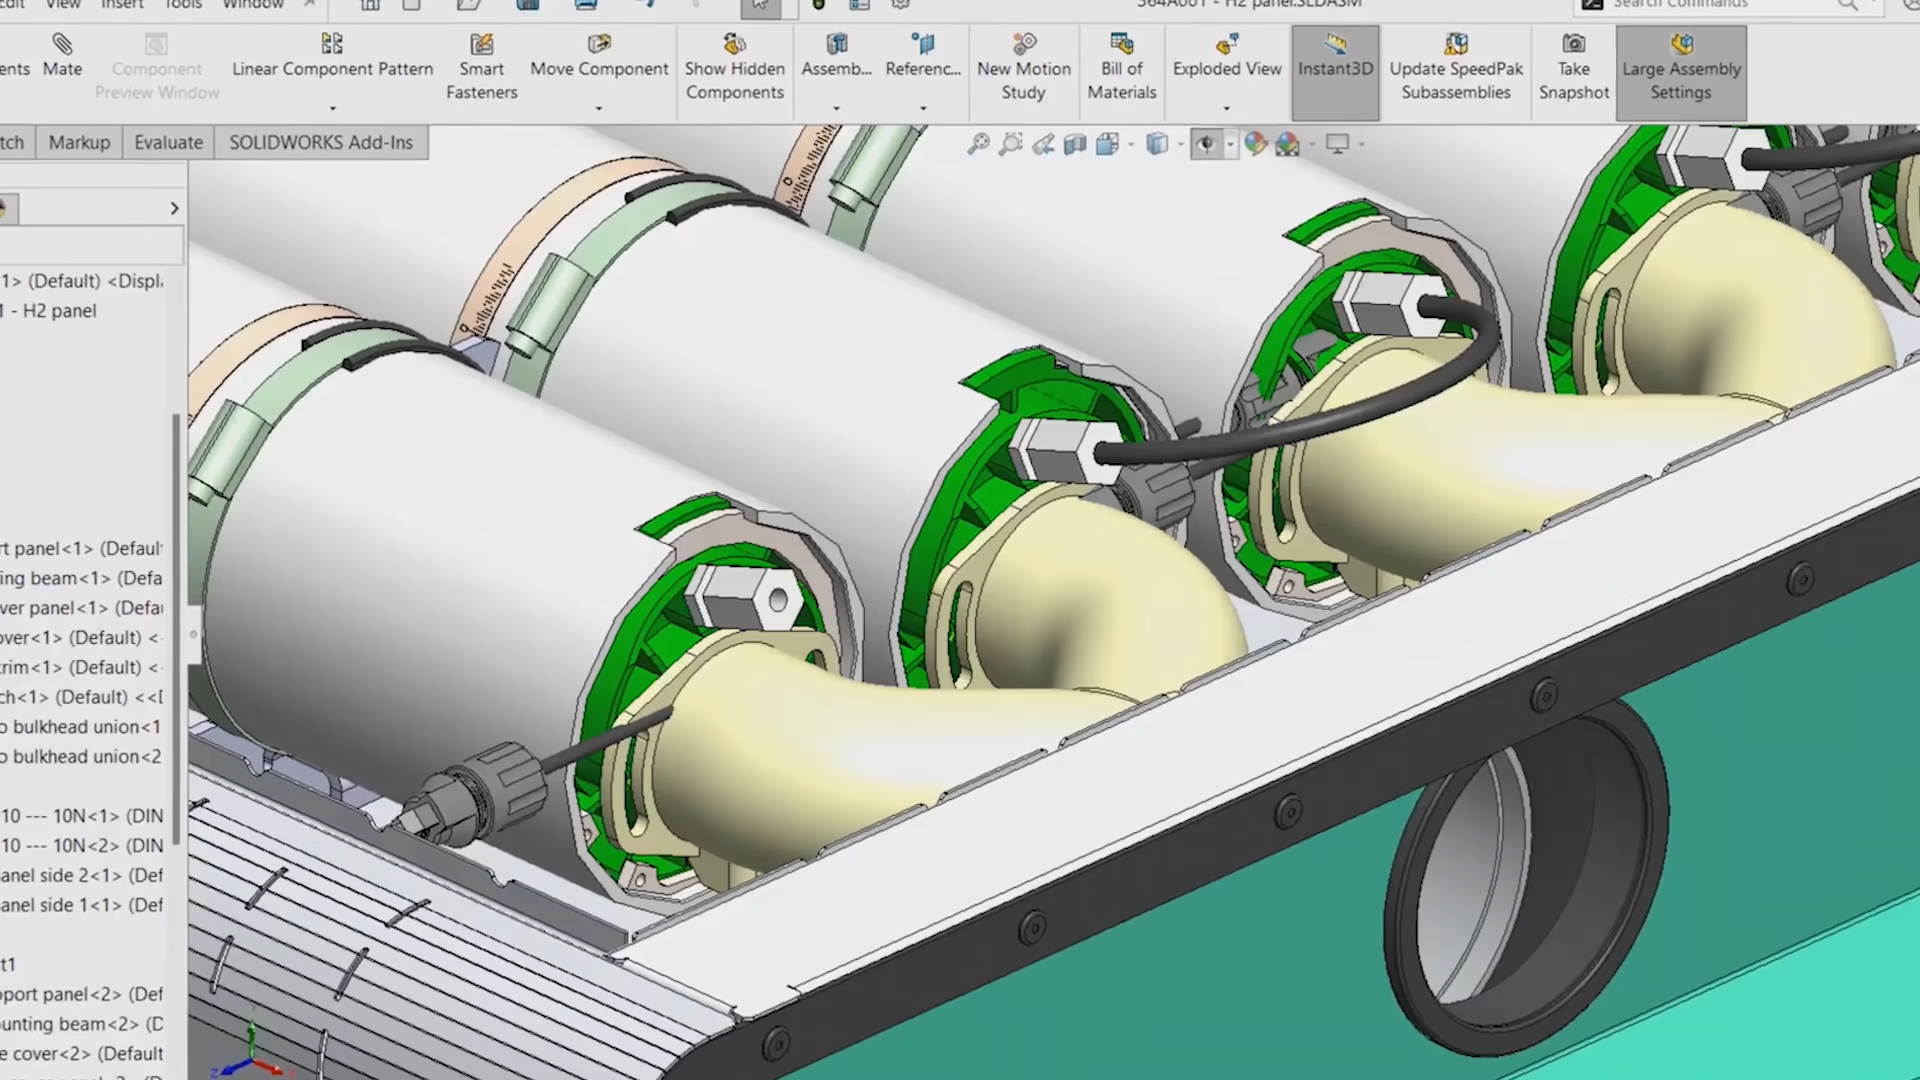 Edit View Insert Tools Window
564A001 - H2 panel.SLDASM
Search Commands
ents Mate
Component
Preview Window
Linear Component Pattern
Smart
Fasteners
Move Component
Show Hidden
Components
Assemb...
Referenc...
New Motion
Study
Bill of
Materials
Exploded View
Instant3D
Update SpeedPak
Subassemblies
Take
Snapshot
Large Assembly
Settings
tch Markup Evaluate SOLIDWORKS Add-Ins
1> (Default) <Displa
1 - H2 panel
rt panel<1> (Default
ing beam<1> (Defa
ver panel<1> (Defau
over<1> (Default) <
trim<1> (Default) <
ch<1> (Default) <<D
o bulkhead union<1
o bulkhead union<2
10 --- 10N<1> (DIN
10 --- 10N<2> (DIN
anel side 2<1> (Def
anel side 1<1> (Def
t1
pport panel<2> (Def
unting beam<2> (D
e cover<2> (Default